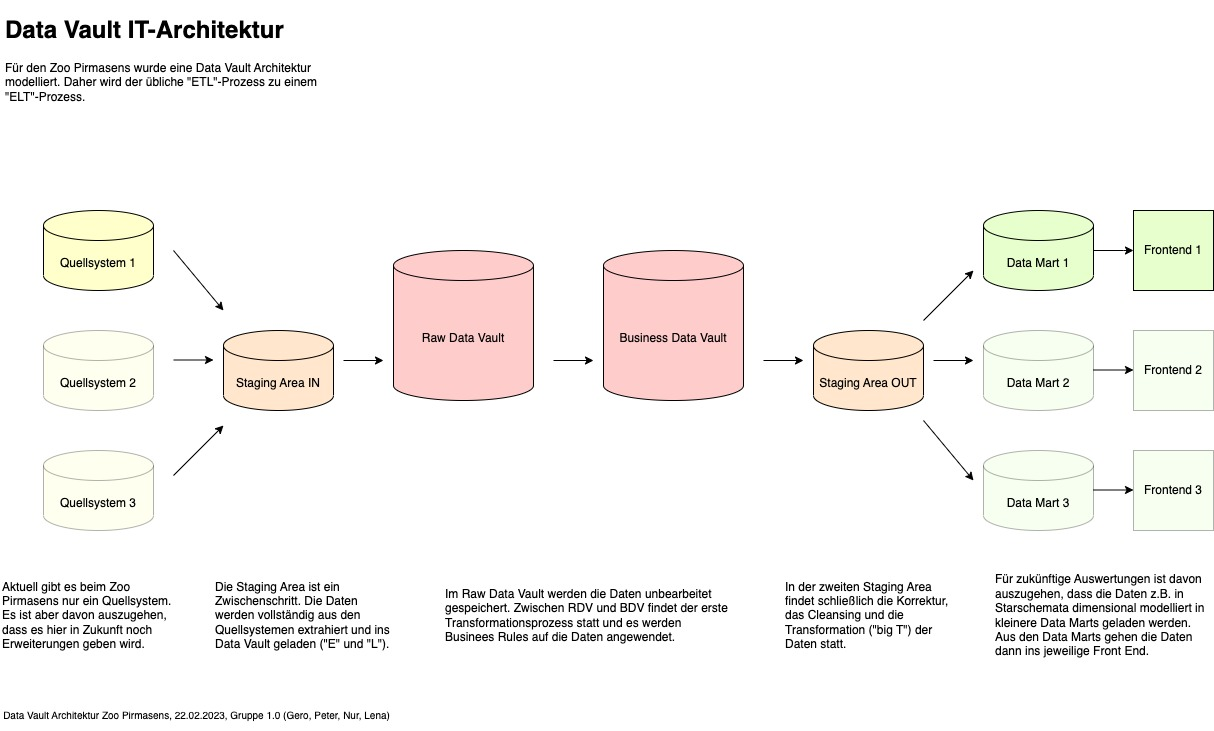 Data Vault IT-Architektur
Für den Zoo Pirmasens wurde eine Data Vault Architektur
modelliert. Daher wird der übliche "ETL"-Prozess zu einem
"ELT"-Prozess.
Quellsystem 1
Quellsystem 2
Quellsystem 3
Staging Area IN
Raw Data Vault
Business Data Vault
Staging Area OUT
Data Mart 1
Frontend 1
Data Mart 2
Frontend 2
Data Mart 3
Frontend 3
Aktuell gibt es beim Zoo
Pirmasens nur ein Quellsystem.
Es ist aber davon auszugehen,
dass es hier in Zukunft noch
Erweiterungen geben wird.
Die Staging Area ist ein
Zwischenschritt. Die Daten
werden vollständig aus den
Quellsystemen extrahiert und ins
Data Vault geladen ("E" und "L").
Im Raw Data Vault werden die Daten unbearbeitet
gespeichert. Zwischen RDV und BDV findet der erste
Transformationsprozess statt und es werden
Businees Rules auf die Daten angewendet.
In der zweiten Staging Area
findet schließlich die Korrektur,
das Cleansing und die
Transformation ("big T") der
Daten statt.
Für zukünftige Auswertungen ist davon
auszugehen, dass die Daten z.B. in
Starschemata dimensional modelliert in
kleinere Data Marts geladen werden.
Aus den Data Marts gehen die Daten
dann ins jeweilige Front End.
Data Vault Architektur Zoo Pirmasens, 22.02.2023, Gruppe 1.0 (Gero, Peter, Nur, Lena)